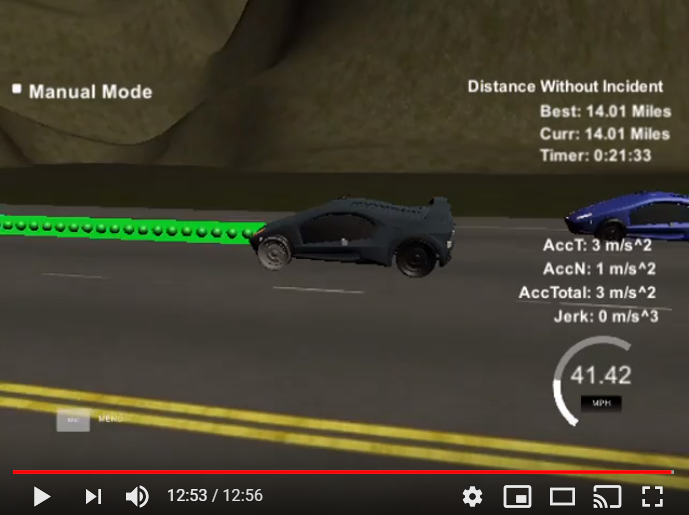 Manual Mode
Distance Without Incident
Best: 14.01 Miles
Curr: 14.01 Miles
Timer: 0:21:33
AccT: 3 m/s^2
AccN: 1 m/s^2
AccTotal: 3 m/s^2
Jerk: 0 m/s^3
41.42
MPH
MENU
12:53 / 12:56